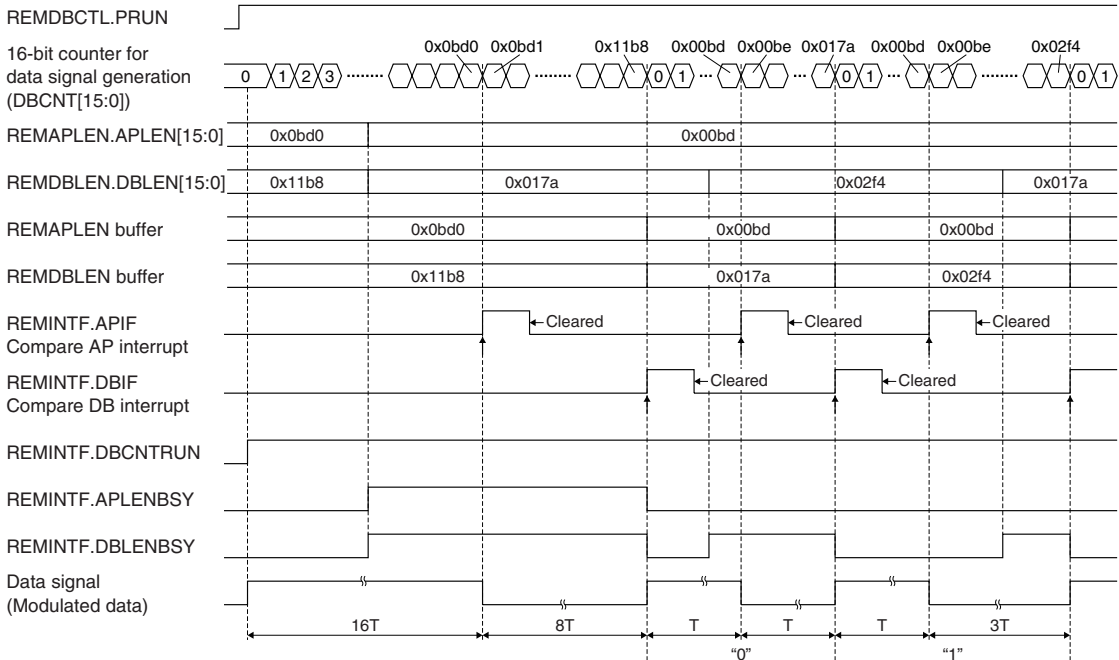 REMDBCTL.PRUN
16-bit counter for
data signal generation
(DBCNT[15:0])
0x0bd0 0x0bd1 0x11b8 0x00bd 0x00be 0x017a 0x00bd 0x00be 0x02f4
0 1 2 3 0 1 0 1 0 1
REMAPLEN.APLEN[15:0] 0x0bd0 0x00bd
REMDBLEN.DBLEN[15:0] 0x11b8 0x017a 0x02f4 0x017a
REMAPLEN buffer 0x0bd0 0x00bd 0x00bd
REMDBLEN buffer 0x11b8 0x017a 0x02f4
REMINTF.APIF
Compare AP interrupt
Cleared Cleared Cleared
REMINTF.DBIF
Compare DB interrupt
Cleared Cleared
REMINTF.DBCNTRUN
REMINTF.APLENBSY
REMINTF.DBLENBSY
Data signal
(Modulated data)
16T 8T T T T 3T
“0” “1”